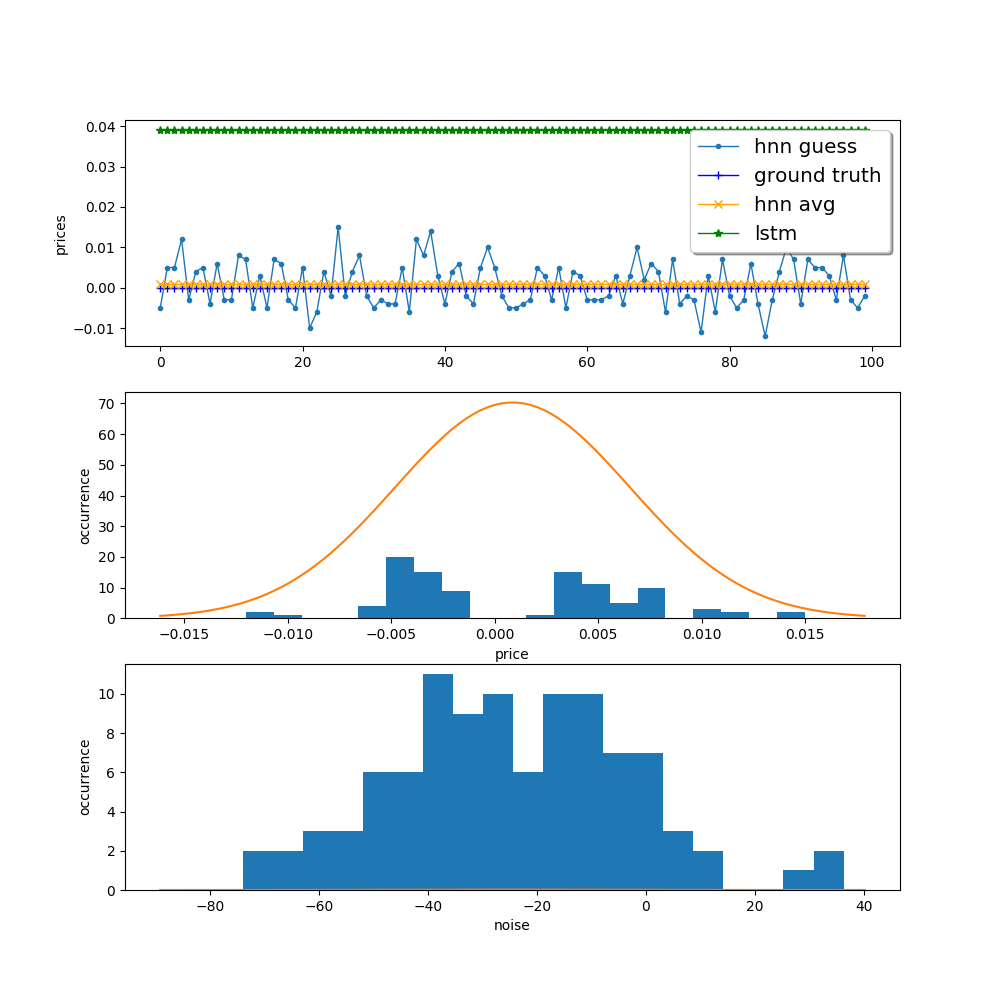 0.04
0.03
0.02
0.01
0.00
−0.01
prices
hnn guess
ground truth
hnn avg
lstm
0 20 40 60 80 100
70
60
50
40
30
20
10
0
occurrence
−0.015 −0.010 −0.005 0.000 0.005 0.010 0.015
price
10
8
6
4
2
0
occurrence
−80 −60 −40 −20 0 20 40
noise